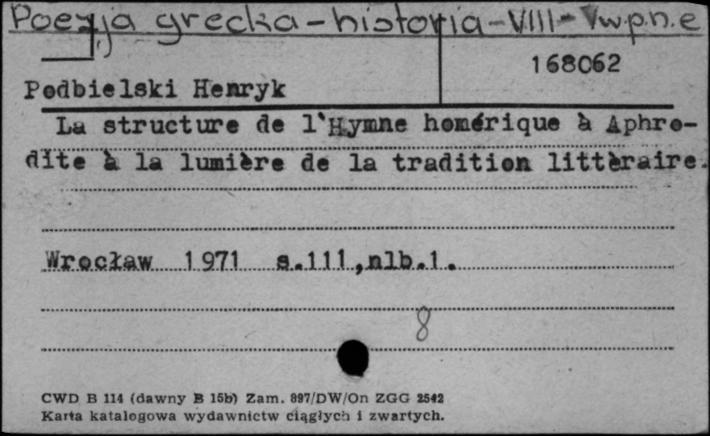 Poezja grecka - historia - VIII - V w.p.n.e
168062
Podbielski Henryk
La structure de l'Hymne homérique à Aphro-
dite à la lumière de la tradition littèraire.
Wrocław 1971 s.111,nlb.1.
8
CWD B 114 (dawny B 15b) Zam. 897/DW/On ZGG 2542
Karta katalogowa wydawnictw ciągłych i zwartych.